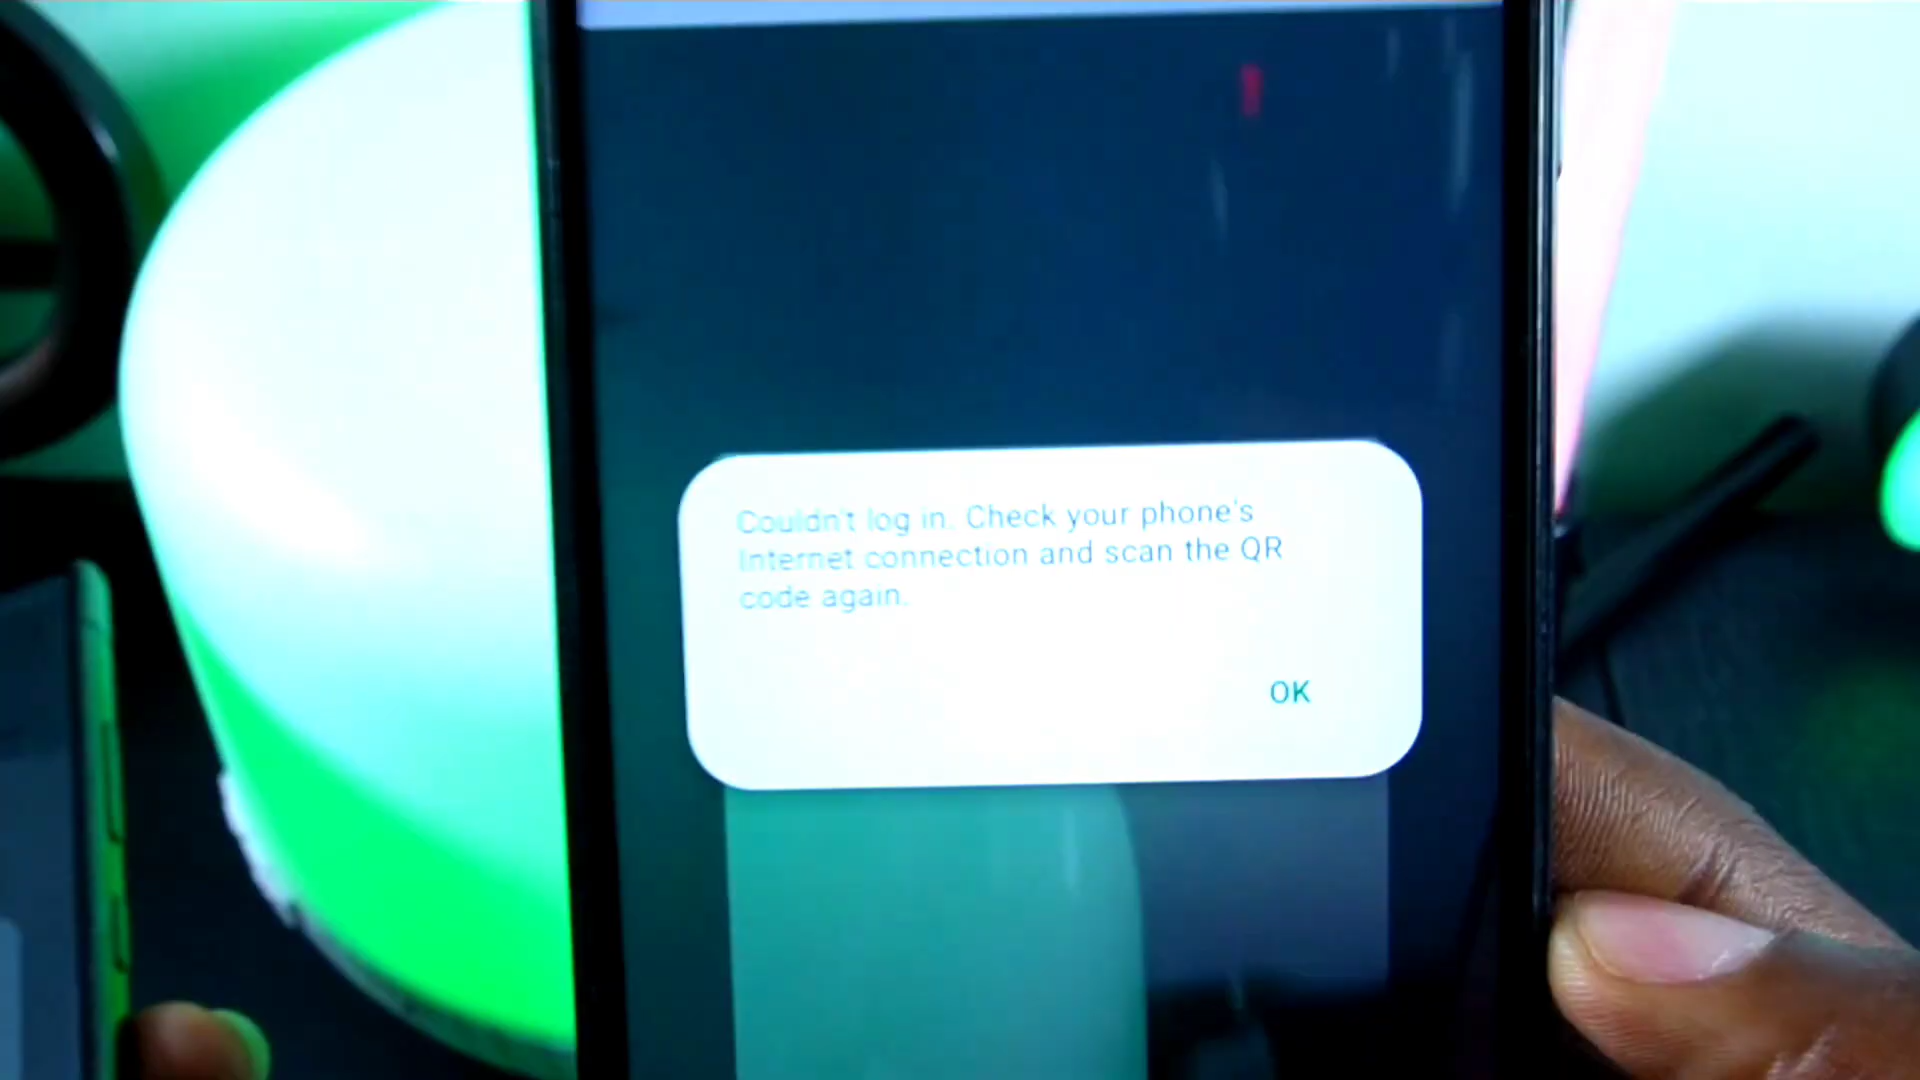 Couldn't log in. Check your phone's
Internet connection and scan the QR
code again.
OK